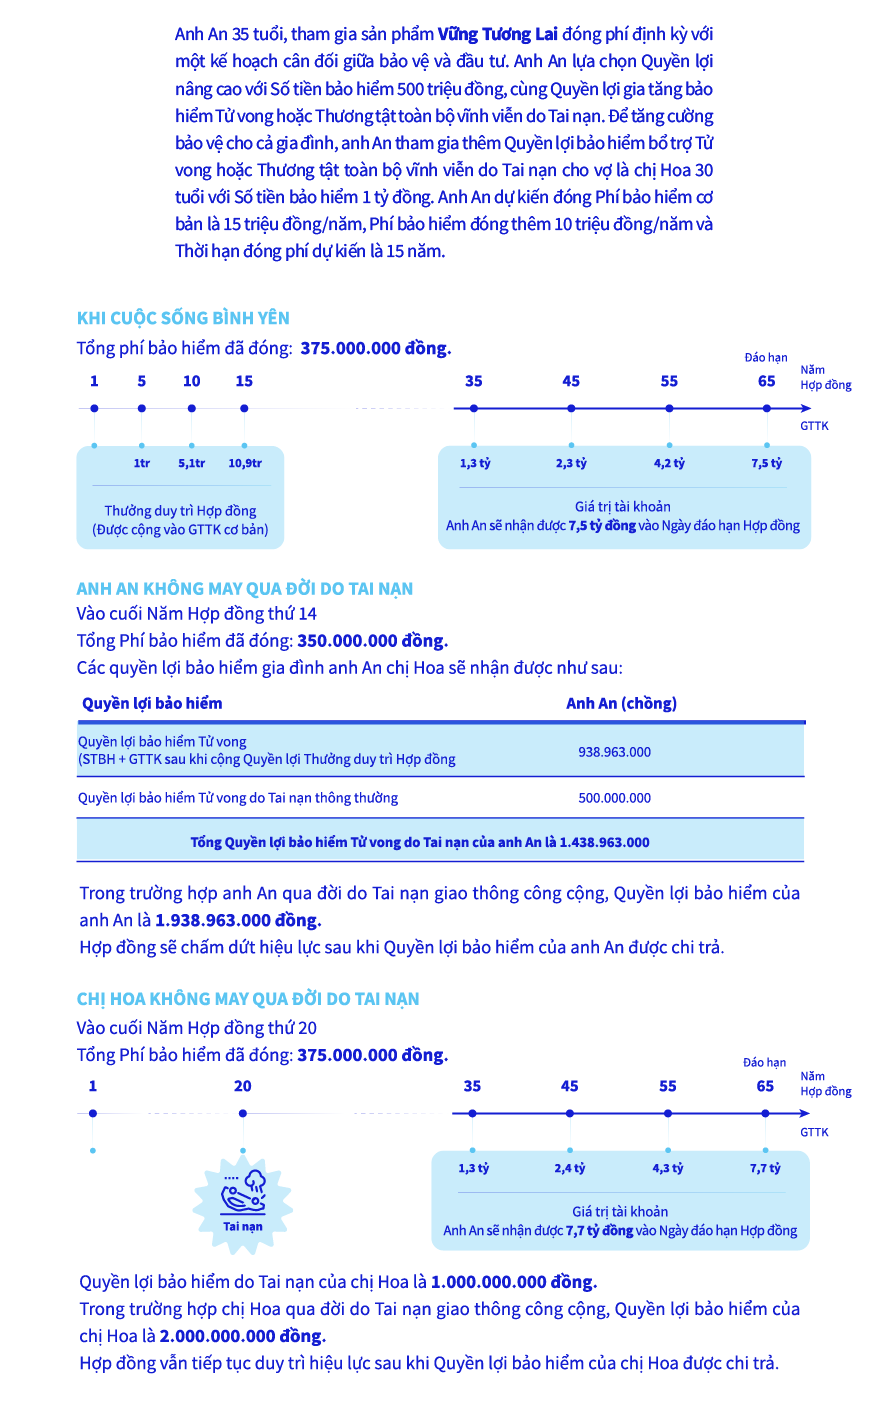 Anh An 35 tuổi, tham gia sản phẩm Vững Tương Lai đóng phí định kỳ với
một kế hoạch cân đối giữa bảo vệ và đầu tư. Anh An lựa chọn Quyền lợi
nâng cao với Số tiền bảo hiểm 500 triệu đồng, cùng Quyền lợi gia tăng bảo
hiểm Tử vong hoặc Thương tật toàn bộ vĩnh viễn do Tai nạn. Để tăng cường
bảo vệ cho cả gia đình, anh An tham gia thêm Quyền lợi bảo hiểm bổ trợ Tử
vong hoặc Thương tật toàn bộ vĩnh viễn do Tai nạn cho vợ là chị Hoa 30
tuổi với Số tiền bảo hiểm 1 tỷ đồng. Anh An dự kiến đóng Phí bảo hiểm cơ
bản là 15 triệu đồng/năm, Phí bảo hiểm đóng thêm 10 triệu đồng/năm và
Thời hạn đóng phí dự kiến là 15 năm.
KHI CUỘC SỐNG BÌNH YÊN
Tổng phí bảo hiểm đã đóng: 375.000.000 đồng.
Đáo hạn
1 5 10 15 35 45 55 65 Năm
Hợp đồng
GTTK
1tr 5,1tr 10,9tr 1,3 tỷ 2,3 tỷ 4,2 tỷ 7,5 tỷ
Thưởng duy trì Hợp đồng
(Được cộng vào GTTK cơ bản)
Giá trị tài khoản
Anh An sẽ nhận được 7,5 tỷ đồng vào Ngày đáo hạn Hợp đồng
ANH AN KHÔNG MAY QUA ĐỜI DO TAI NẠN
Vào cuối Năm Hợp đồng thứ 14
Tổng Phí bảo hiểm đã đóng: 350.000.000 đồng.
Các quyền lợi bảo hiểm gia đình anh An chị Hoa sẽ nhận được như sau:
Quyền lợi bảo hiểm Anh An (chồng)
Quyền lợi bảo hiểm Tử vong
(STBH + GTTK sau khi cộng Quyền lợi Thưởng duy trì Hợp đồng 938.963.000
Quyền lợi bảo hiểm Tử vong do Tai nạn thông thường 500.000.000
Tổng Quyền lợi bảo hiểm Tử vong do Tai nạn của anh An là 1.438.963.000
Trong trường hợp anh An qua đời do Tai nạn giao thông công cộng, Quyền lợi bảo hiểm của
anh An là 1.938.963.000 đồng.
Hợp đồng sẽ chấm dứt hiệu lực sau khi Quyền lợi bảo hiểm của anh An được chi trả.
CHỊ HOA KHÔNG MAY QUA ĐỜI DO TAI NẠN
Vào cuối Năm Hợp đồng thứ 20
Tổng Phí bảo hiểm đã đóng: 375.000.000 đồng.
Đáo hạn
1 20 35 45 55 65 Năm
Hợp đồng
GTTK
1,3 tỷ 2,4 tỷ 4,3 tỷ 7,7 tỷ
Tai nạn
Giá trị tài khoản
Anh An sẽ nhận được 7,7 tỷ đồng vào Ngày đáo hạn Hợp đồng
Quyền lợi bảo hiểm do Tai nạn của chị Hoa là 1.000.000.000 đồng.
Trong trường hợp chị Hoa qua đời do Tai nạn giao thông công cộng, Quyền lợi bảo hiểm của
chị Hoa là 2.000.000.000 đồng.
Hợp đồng vẫn tiếp tục duy trì hiệu lực sau khi Quyền lợi bảo hiểm của chị Hoa được chi trả.